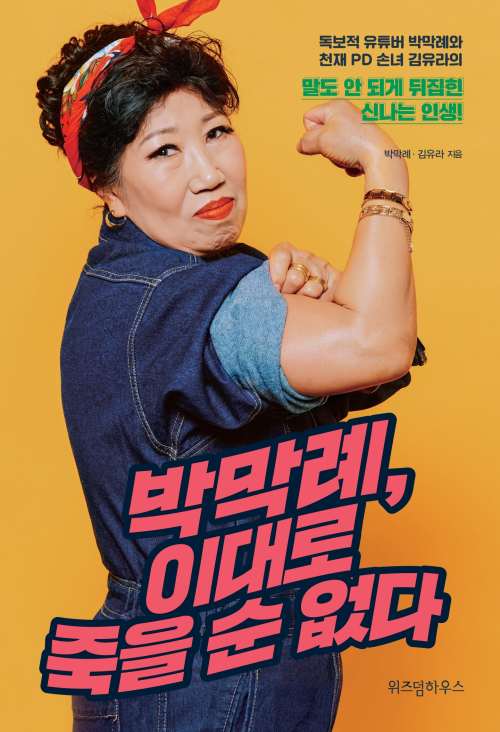 독보적 유튜버 박막례와
천재 PD 손녀 김유라의
말도 안 되게 뒤집힌
신나는 인생!
박막례·김유라 지음
박막례,
이대로
죽을 순 없다
위즈덤하우스